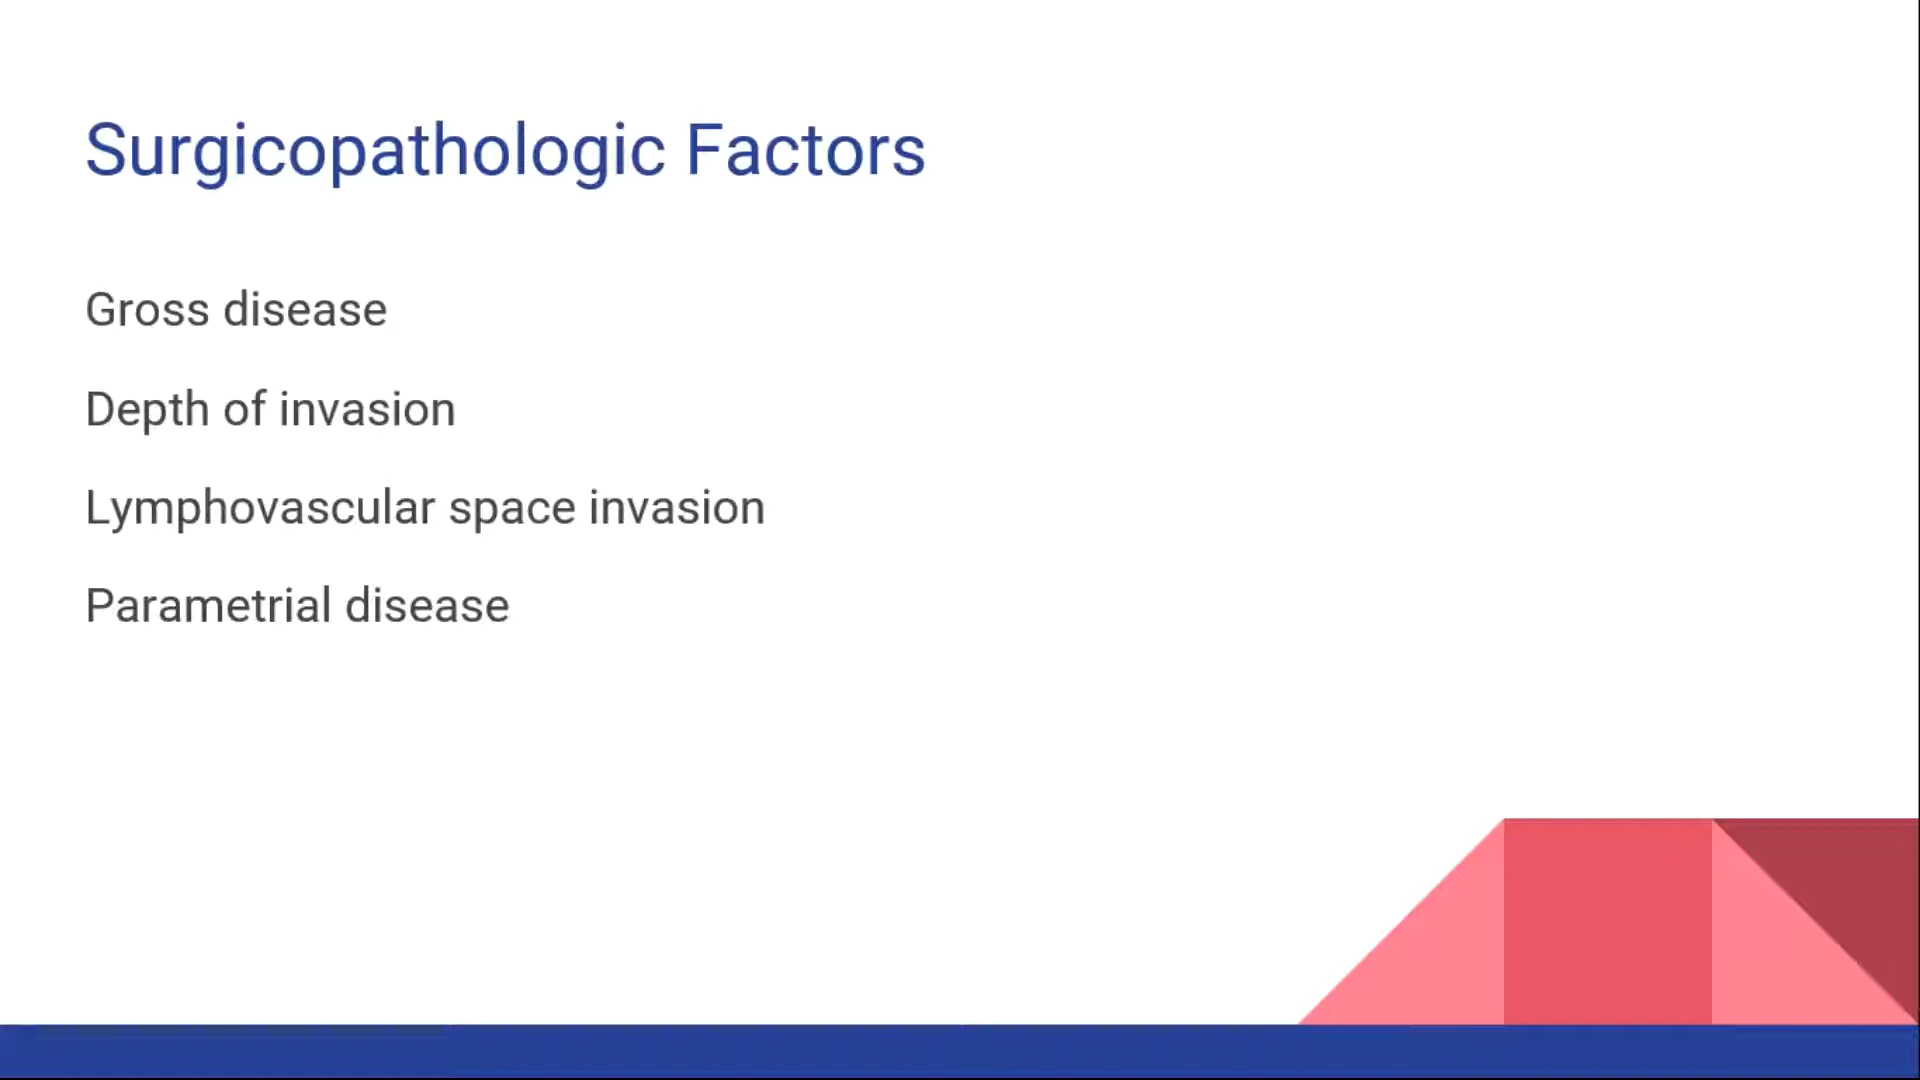 Surgicopathologic Factors
Gross disease
Depth of invasion
Lymphovascular space invasion
Parametrial disease